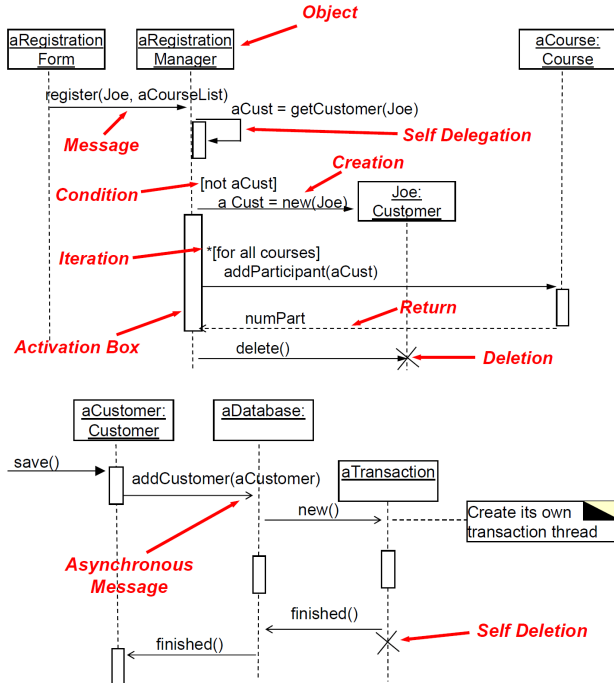 Object
aRegistration
Form
aRegistration
Manager
aCourse:
Course
register(Joe, aCourseList)
aCust = getCustomer(Joe)
Message
Self Delegation
Creation
Condition
[not aCust]
a Cust = new(Joe)
Joe:
Customer
Iteration
*[for all courses]
addParticipant(aCust)
Return
numPart
Activation Box
delete()
Deletion
aCustomer:
Customer
aDatabase:
save()
addCustomer(aCustomer)
aTransaction
new()
Create its own
transaction thread
Asynchronous
Message
finished()
Self Deletion
finished()